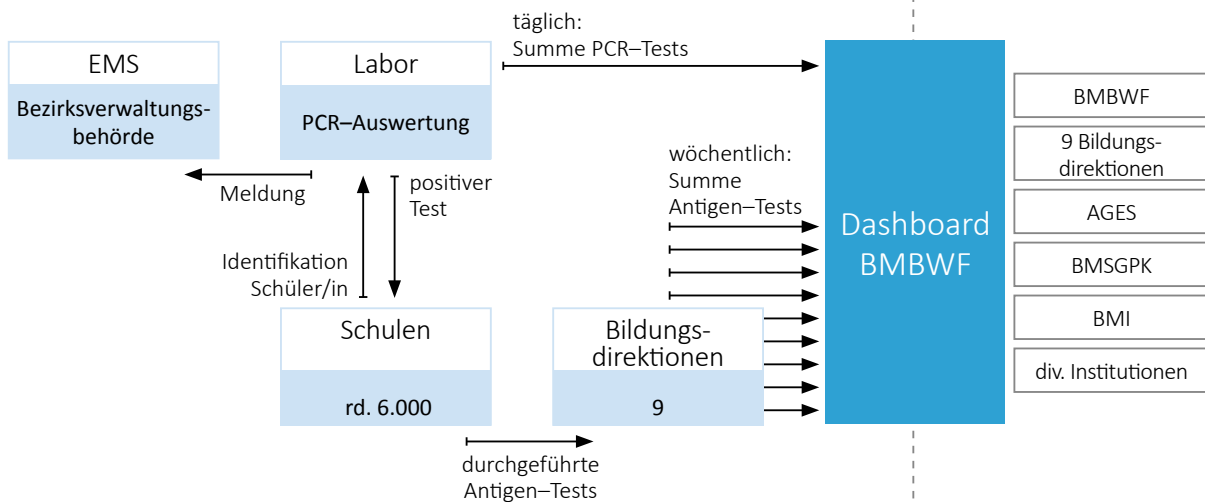 täglich:
Summe PCR–Tests
EMS
Bezirksverwaltungs-
behörde
Labor
PCR–Auswertung
Meldung
positiver
Test
Identifikation
Schüler/in
wöchentlich:
Summe
Antigen–Tests
Schulen
rd. 6.000
Bildungs-
direktionen
9
durchgeführte
Antigen–Tests
Dashboard
BMBWF
BMBWF
9 Bildungs-
direktionen
AGES
BMSGPK
BMI
div. Institutionen